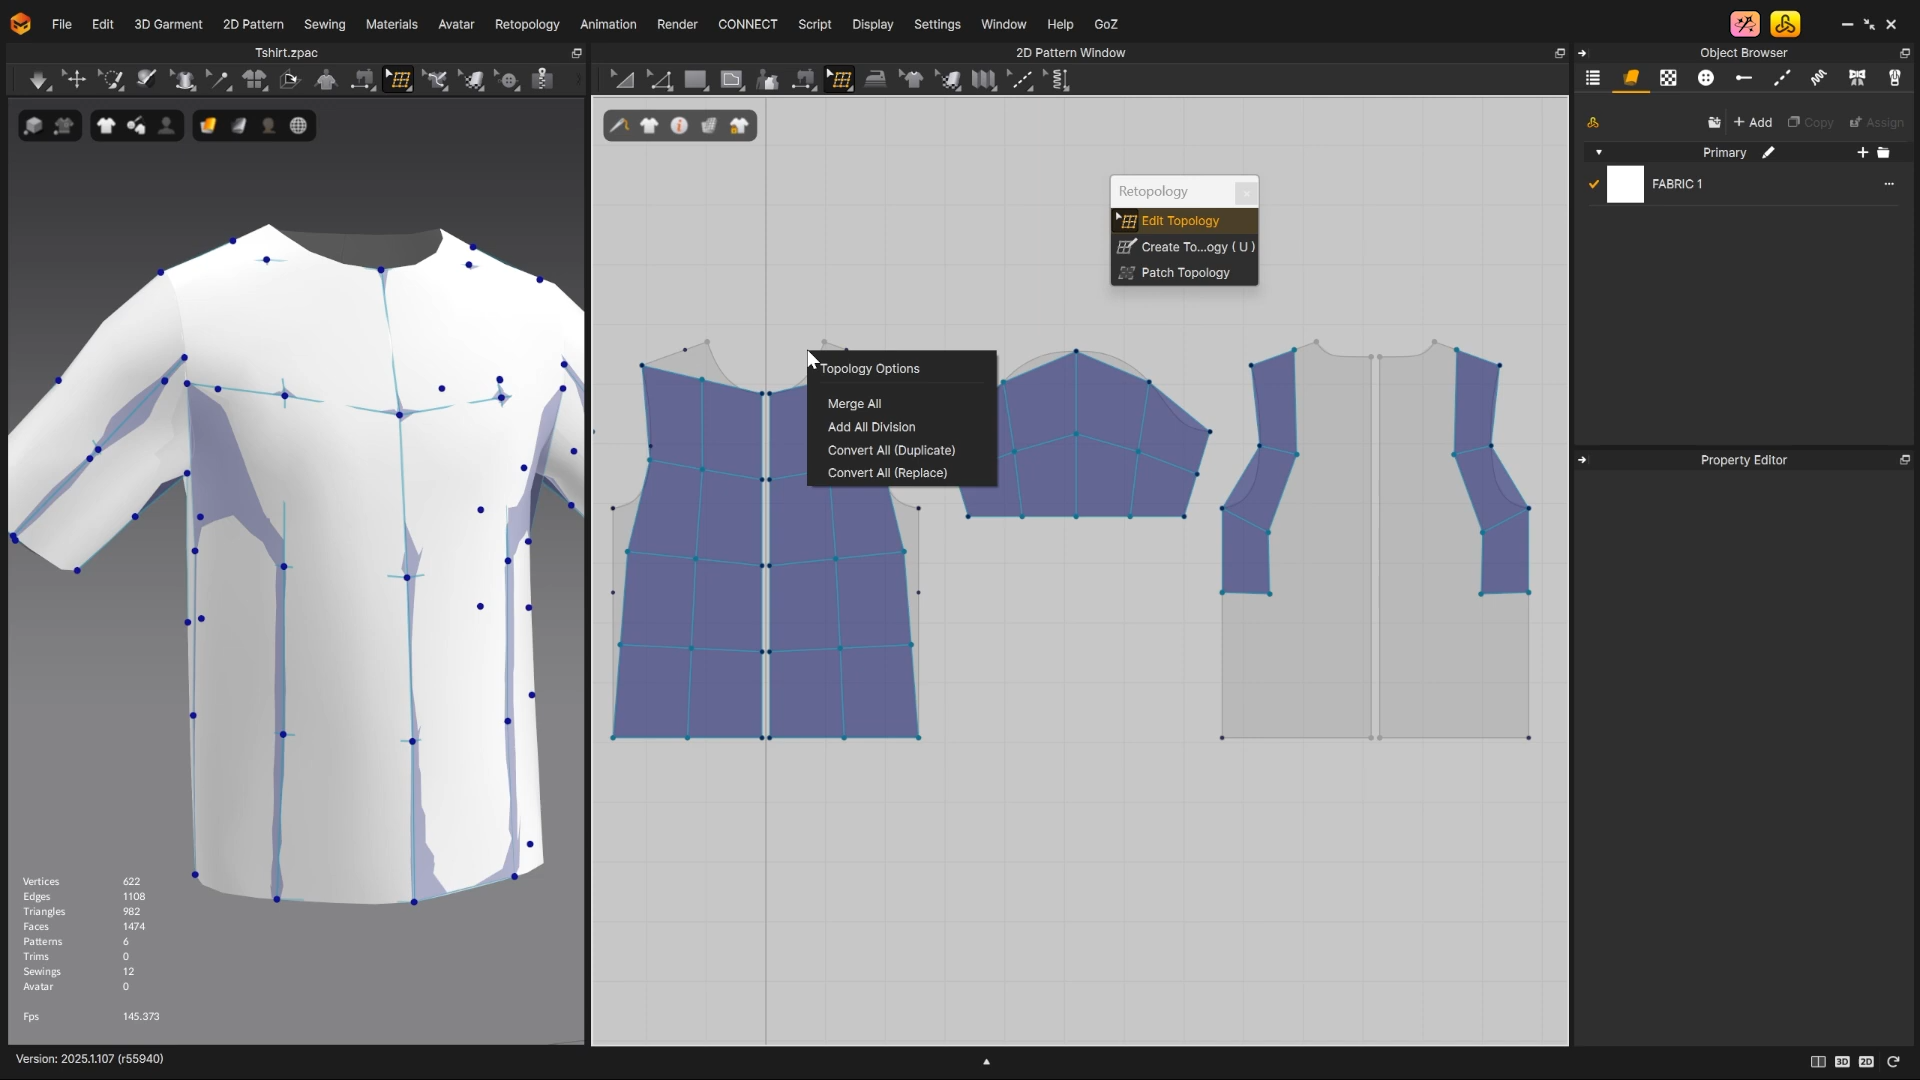 File Edit 3D Garment 2D Pattern Sewing Materials Avatar Retopology Animation Render CONNECT Script Display Settings Window Help GoZ
Tshirt.zpac
2D Pattern Window
Object Browser
+ Add Copy Assign
Primary
FABRIC 1
Retopology
Edit Topology
Create To...ogy ( U )
Patch Topology
Topology Options
Merge All
Add All Division
Convert All (Duplicate)
Convert All (Replace)
Property Editor
Vertices 622
Edges 1108
Triangles 982
Faces 1474
Patterns 6
Trims 0
Sewings 12
Avatar 0
Fps 145.373
Version: 2025.1.107 (r55940)
3D 2D